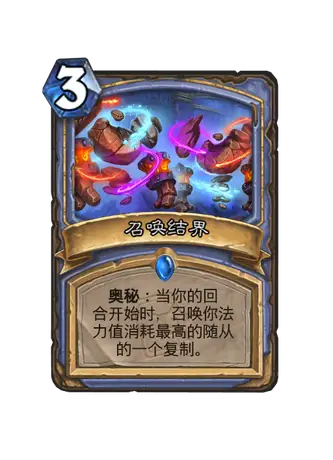 3
召唤结界
奥秘：当你的回
合开始时，召唤你法
力值消耗最高的随从
的一个复制。